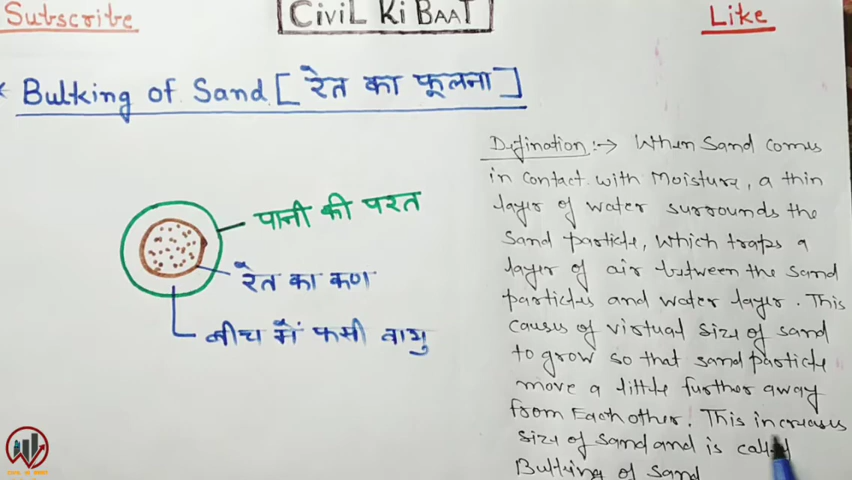 Subscribe
CiviL Ki BAAT
Like
* Bulking of Sand [ रेत का फूलना ]
पानी की परत
रेत का कण
बीच में फसी वायु
Difination :→ When Sand comes
in contact with Moisture, a thin
layer of water surrounds the
Sand particle, which traps a
layer of air between the sand
particles and water layer. This
causes of virtual size of sand
to grow so that sand particle
move a little further away
from Each other. This increases
size of sand and is called
Bulking of Sand